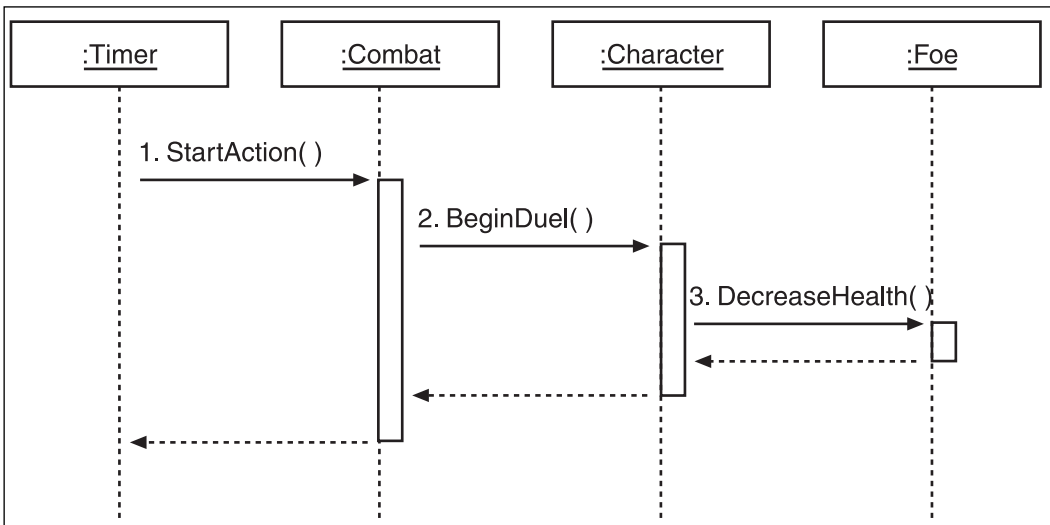 :Timer
:Combat
:Character
:Foe
1. StartAction( )
2. BeginDuel( )
3. DecreaseHealth( )